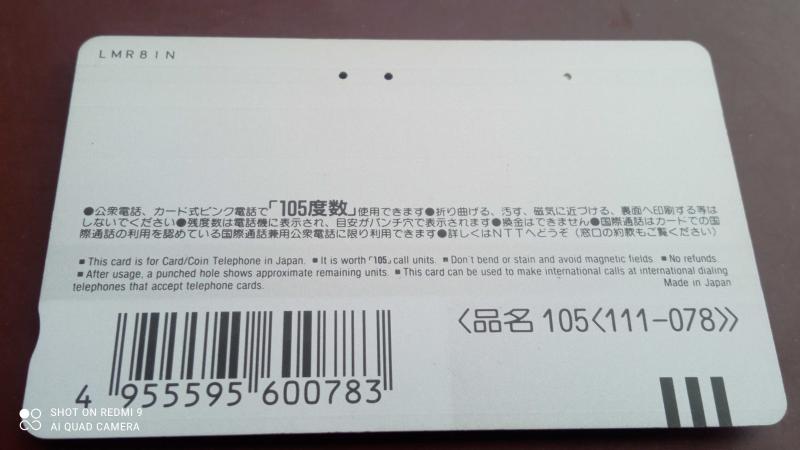 LMR81N
●公衆電話、カード式ピンク電話で「105度数」使用できます●折り曲げる、汚す、磁気に近づける、裏面へ印刷する等は
しないでください●残度数は電話機に表示され、目安がパンチ穴で表示されます●換金はできません●国際通話はカードでの国
際通話の利用を認めている国際通話兼用公衆電話に限り利用できます●詳しくはNTTへどうぞ（窓口の約款もご覧ください）
■This card is for Card/Coin Telephone in Japan. ■It is worth「105」call units. ■Don't bend or stain and avoid magnetic fields. ■No refunds.
■After usage, a punched hole shows approximate remaining units. ■This card can be used to make international calls at international dialing
telephones that accept telephone cards. Made in Japan
〈品名 105〈111-078〉〉
4 955595 600783
SHOT ON REDMI 9
AI QUAD CAMERA